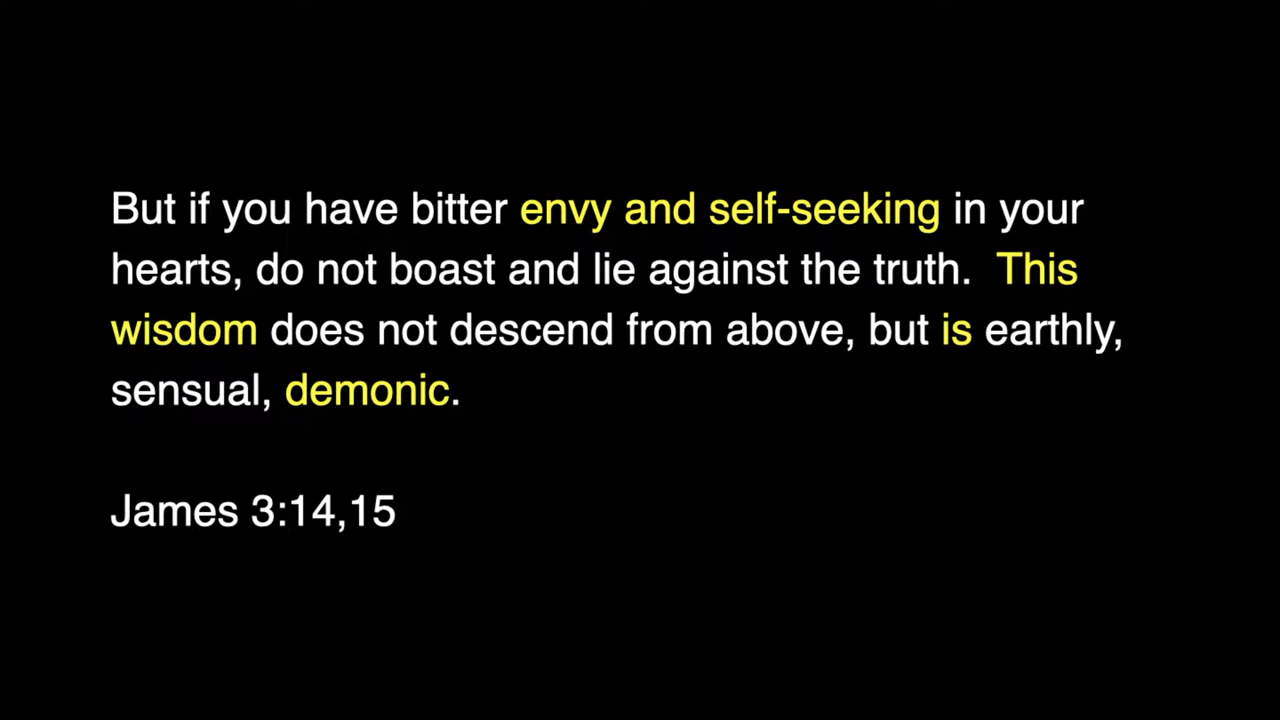 But if you have bitter envy and self-seeking in your
hearts, do not boast and lie against the truth.  This
wisdom does not descend from above, but is earthly,
sensual, demonic.
James 3:14,15